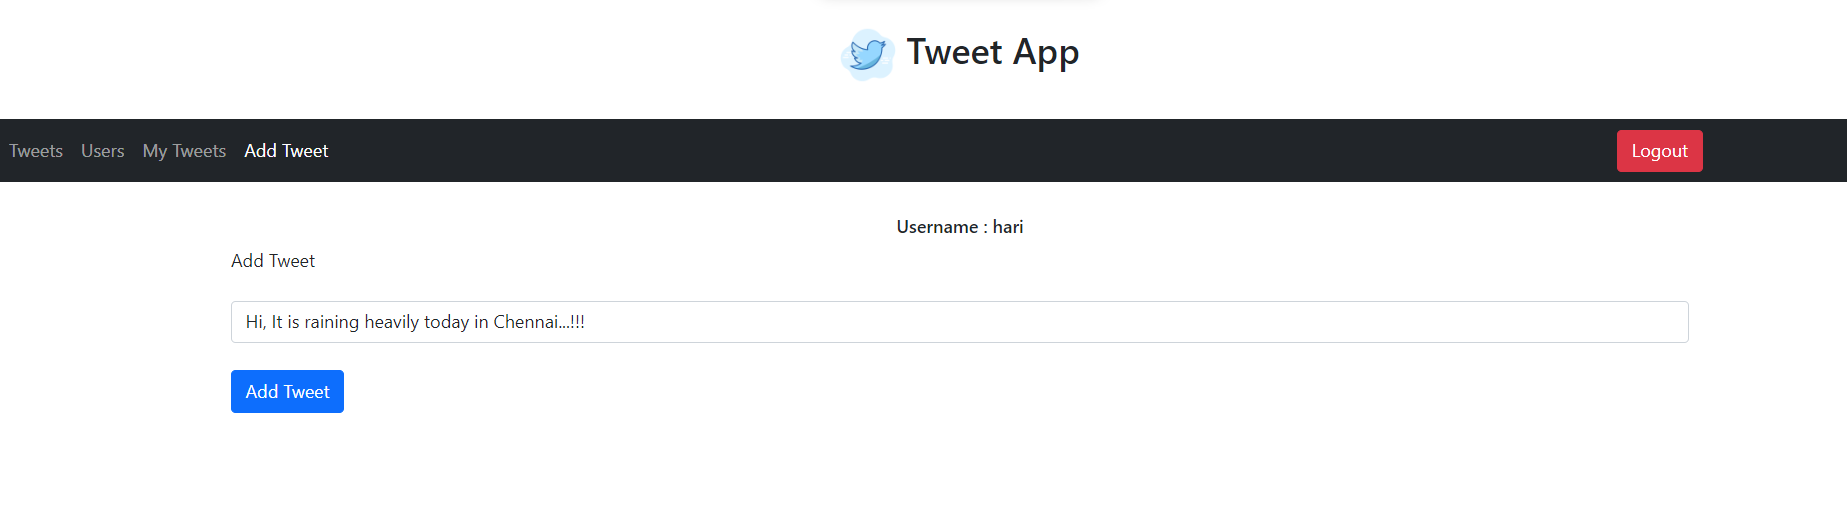 Tweet App
Tweets Users My Tweets Add Tweet Logout
Username : hari
Add Tweet
Hi, It is raining heavily today in Chennai...!!!
Add Tweet